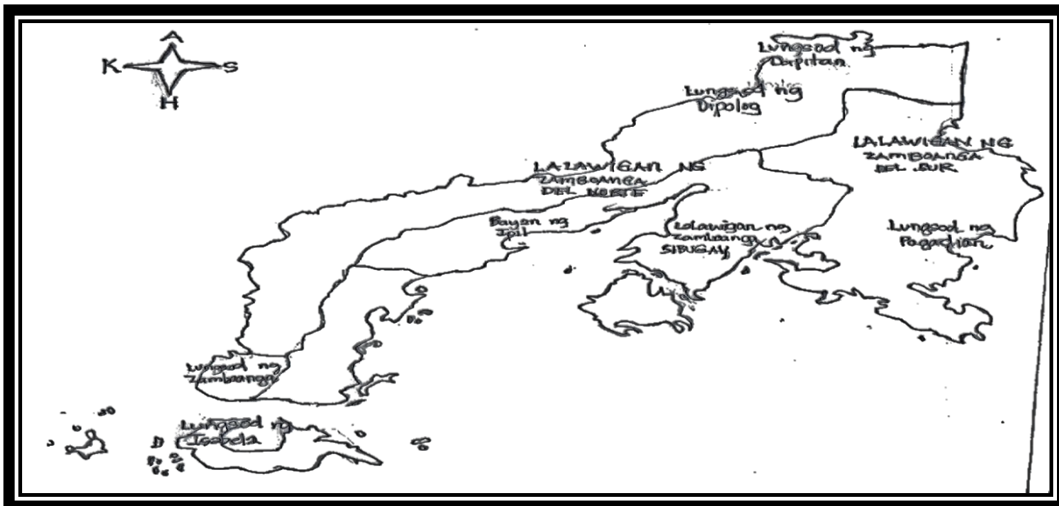 A
K
S
H
Lungsod ng
Dapitan
Lungsod ng
Dipolog
LALAWIGAN NG
ZAMBOANGA
DEL NORTE
LALAWIGAN NG
ZAMBOANGA
DEL SUR
Bayan ng
Ipil
Lalawigan ng
Zamboanga
SIBUGAY
Lungsod ng
Pagadian
Lungsod ng
Zamboanga
Lungsod ng
Isabela